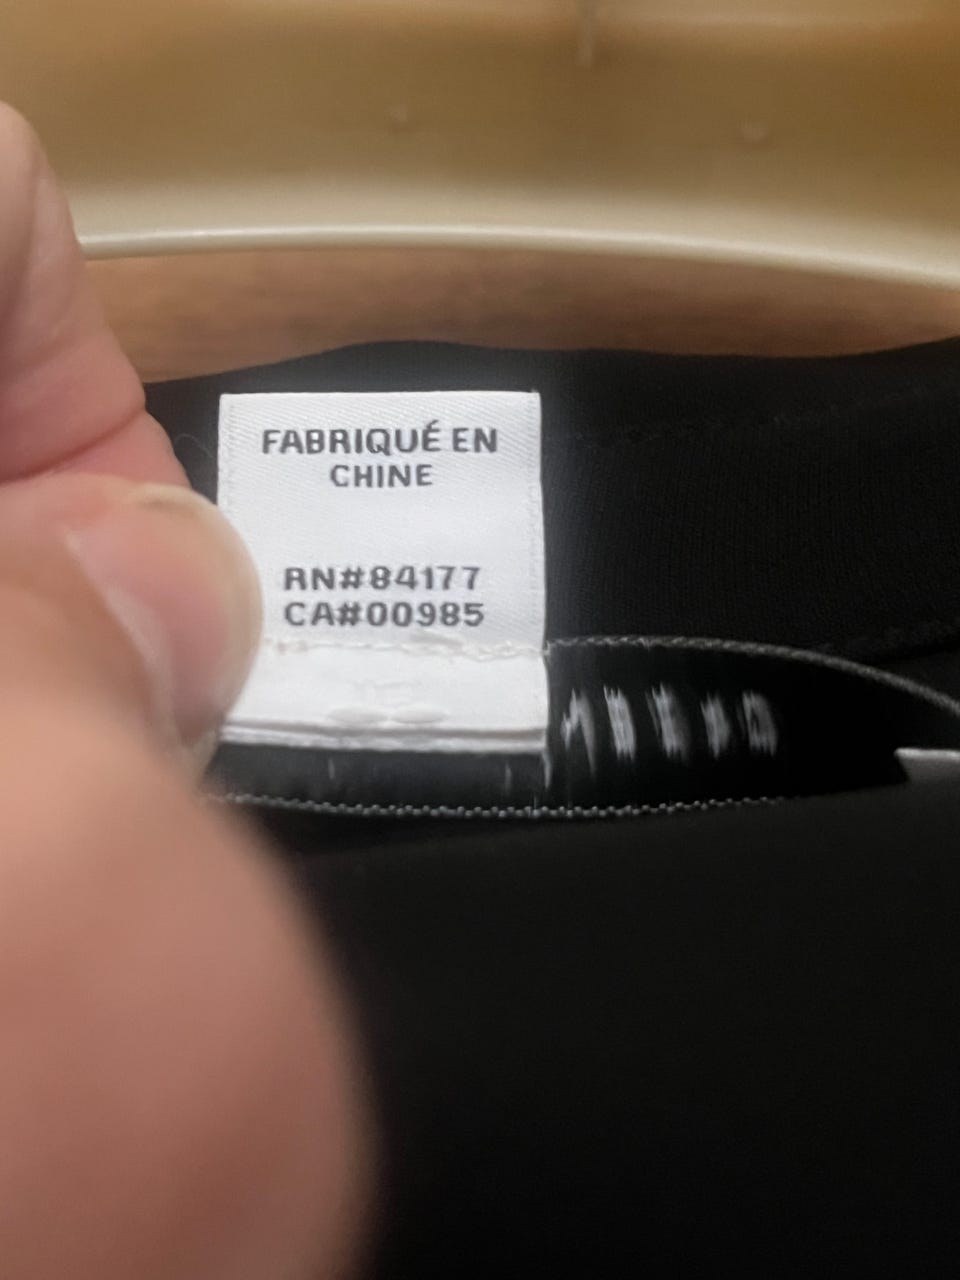 FABRIQUÉ EN
CHINE
RN#84177
CA#00985